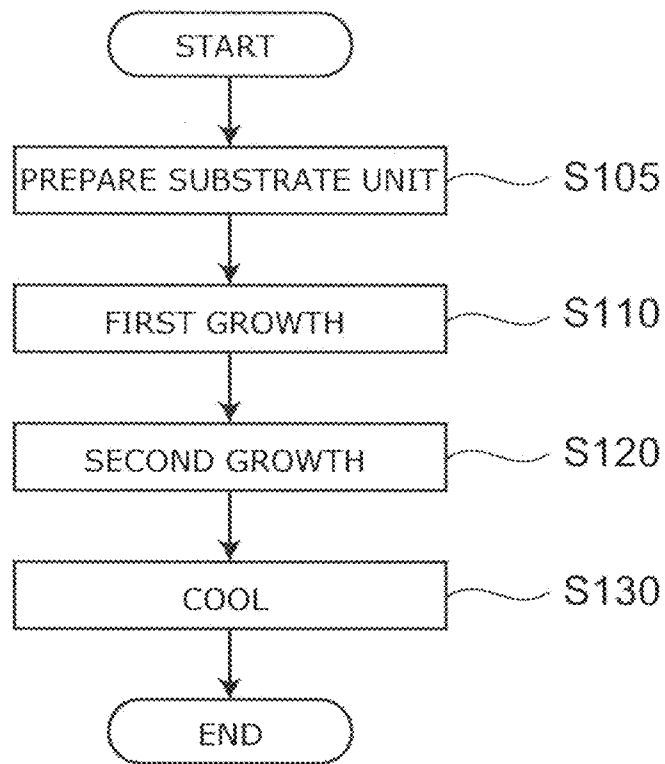 START
PREPARE SUBSTRATE UNIT
S105
FIRST GROWTH
S110
SECOND GROWTH
S120
COOL
S130
END